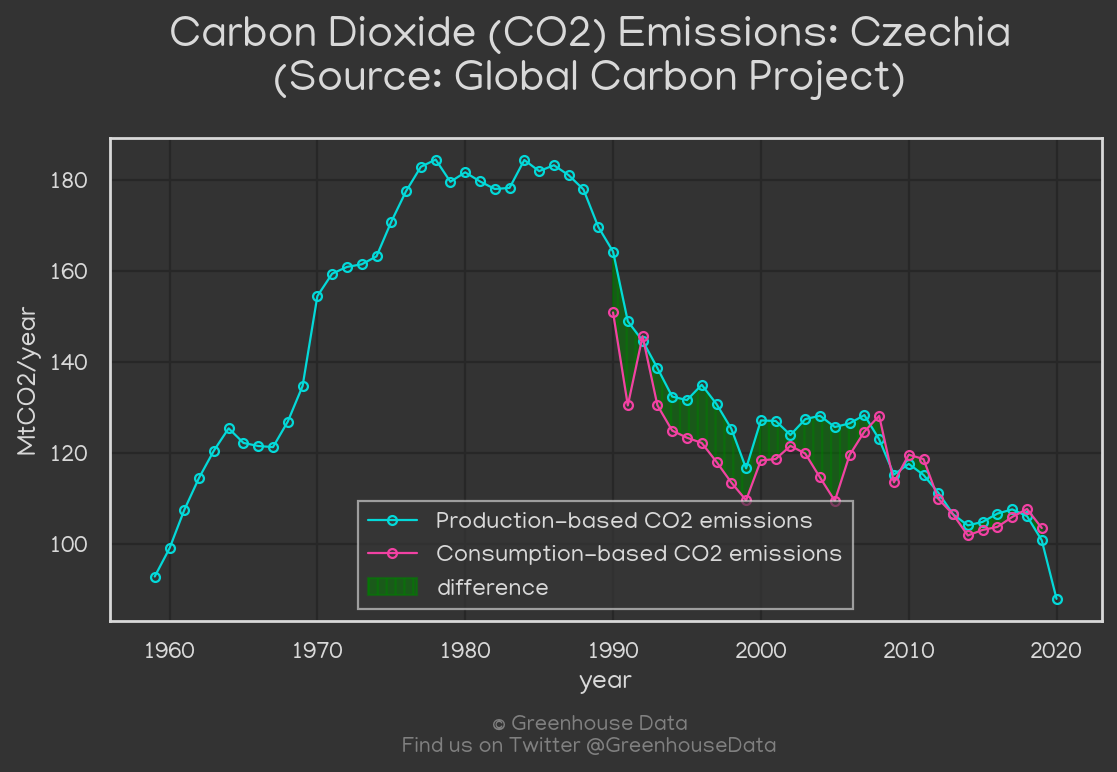 Carbon Dioxide (CO2) Emissions: Czechia
(Source: Global Carbon Project)
MtCO2/year
180
160
140
120
100
Production-based CO2 emissions
Consumption-based CO2 emissions
difference
1960 1970 1980 1990 2000 2010 2020
year
© Greenhouse Data
Find us on Twitter @GreenhouseData